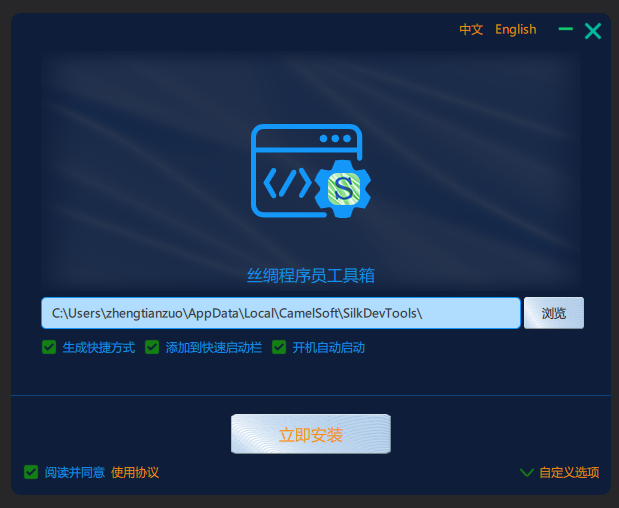 中文 English
</>
S
丝绸程序员工具箱
C:\Users\zhengtianzuo\AppData\Local\CamelSoft\SilkDevTools\ 浏览
生成快捷方式 添加到快速启动栏 开机自动启动
立即安装
阅读并同意 使用协议 自定义选项